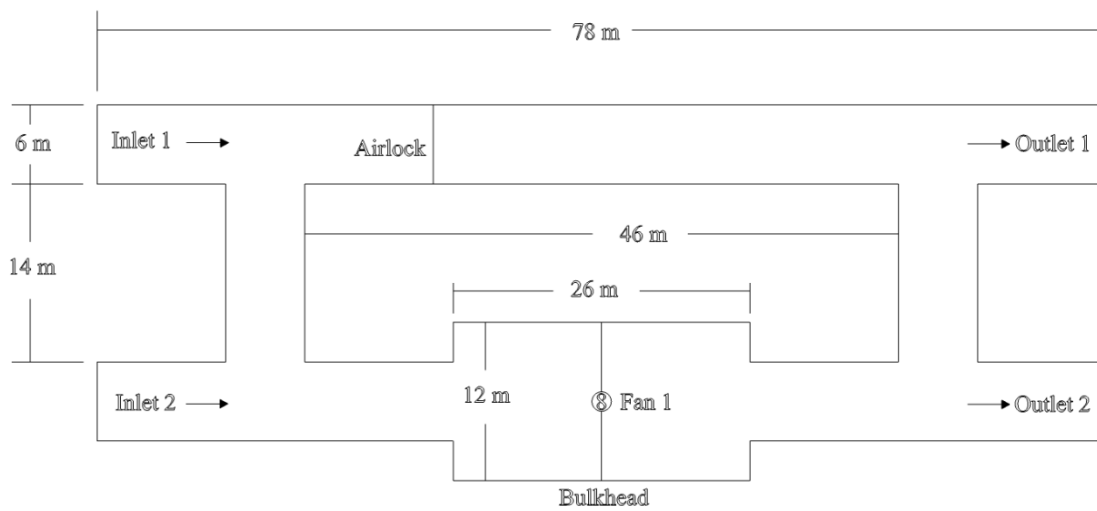 78 m
6 m
Inlet 1
Airlock
Outlet 1
46 m
14 m
26 m
Inlet 2
12 m
8
Fan 1
Outlet 2
Bulkhead